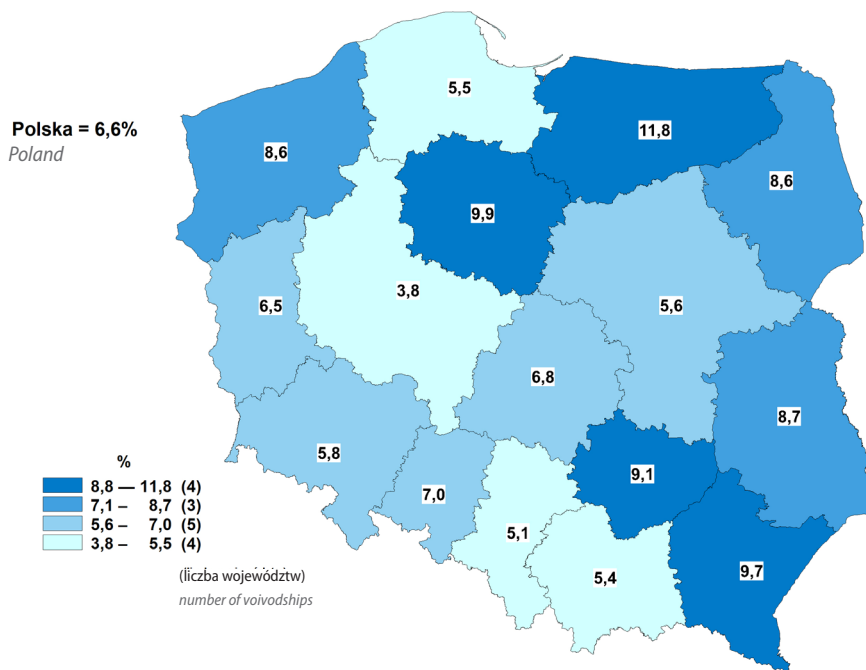 5,5
Polska = 6,6%
Poland
11,8
8,6
8,6
9,9
3,8
6,5
5,6
6,8
8,7
5,8
%
8,8 — 11,8 (4)
7,1 – 8,7 (3)
5,6 – 7,0 (5)
3,8 – 5,5 (4)
9,1
7,0
5,1
5,4
9,7
(liczba województw)
number of voivodships